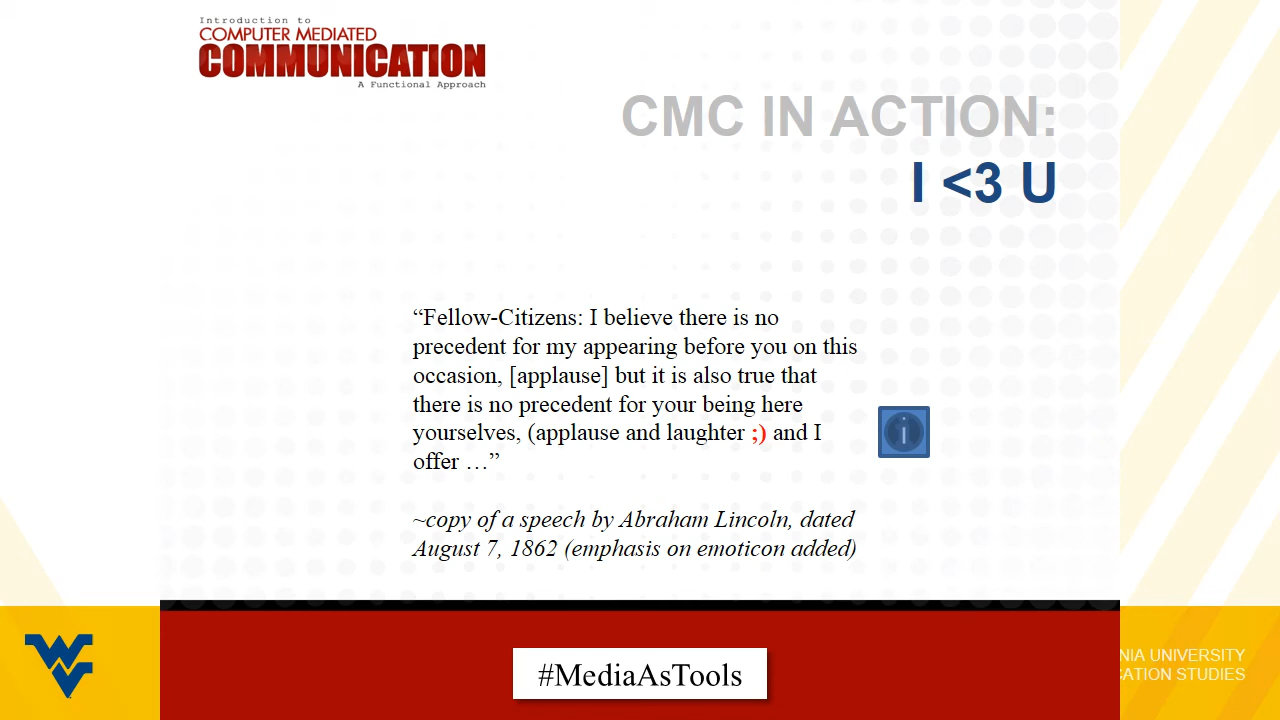 Introduction to
COMPUTER MEDIATED
COMMUNICATION
A Functional Approach
CMC IN ACTION:
I <3 U
“Fellow-Citizens: I believe there is no
precedent for my appearing before you on this
occasion, [applause] but it is also true that
there is no precedent for your being here
yourselves, (applause and laughter ;) and I
offer …”
~copy of a speech by Abraham Lincoln, dated
August 7, 1862 (emphasis on emoticon added)
#MediaAsTools
NIA UNIVERSITY
CATION STUDIES